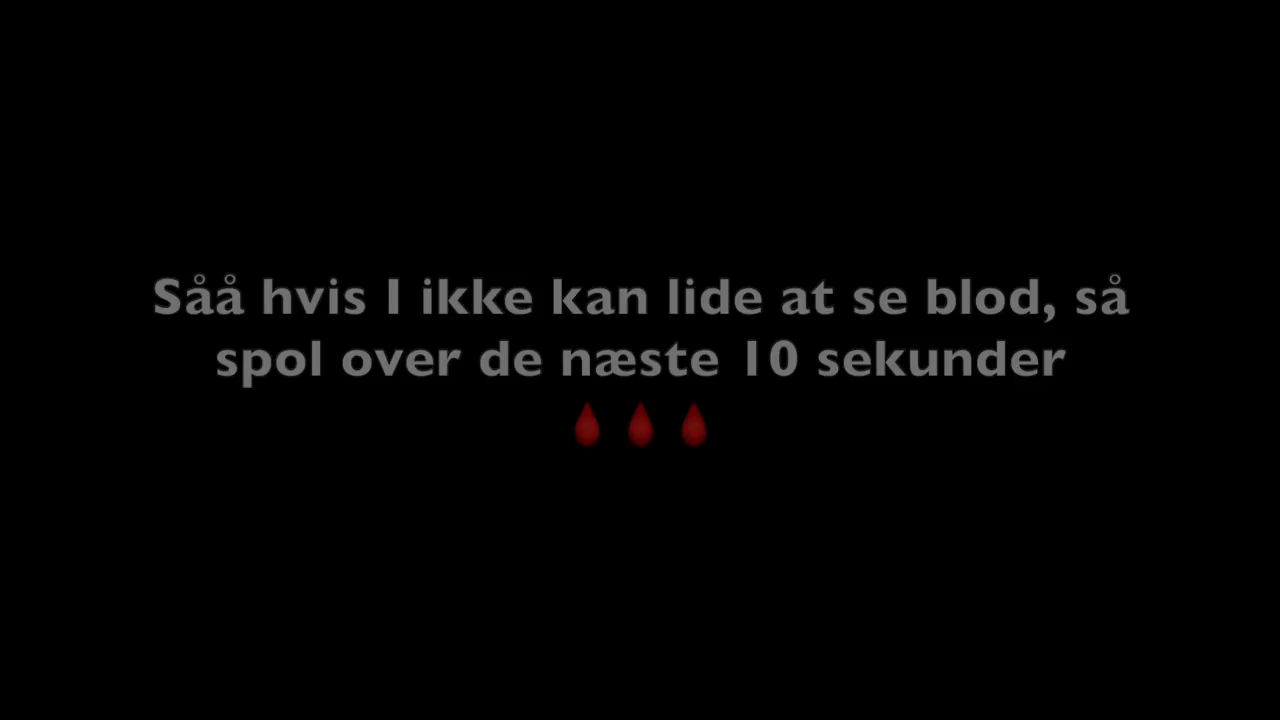 Såå hvis I ikke kan lide at se blod, så
spol over de næste 10 sekunder
🩸 🩸 🩸